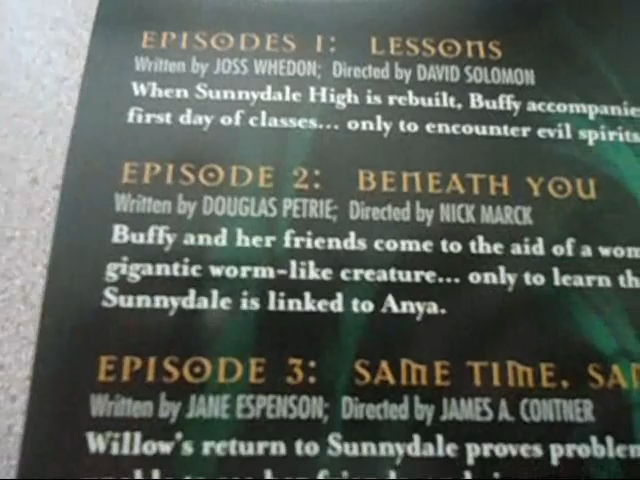 EPISODES 1: LESSONS
Written by JOSS WHEDON; Directed by DAVID SOLOMON
When Sunnydale High is rebuilt, Buffy accompanie
first day of classes... only to encounter evil spirits
EPISODE 2: BENEATH YOU
Written by DOUGLAS PETRIE; Directed by NICK MARCK
Buffy and her friends come to the aid of a wom
gigantic worm-like creature... only to learn th
Sunnydale is linked to Anya.
EPISODE 3: SAME TIME, SA
Written by JANE ESPENSON; Directed by JAMES A. CONTNER
Willow's return to Sunnydale proves problem